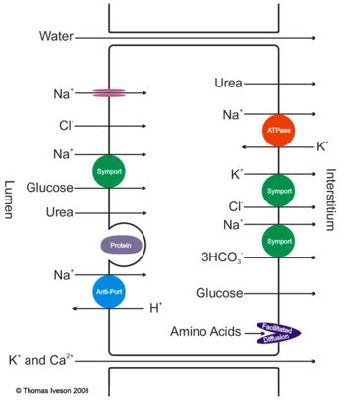 Water
Urea
Na⁺
Na⁺
ATPase
Cl⁻
K⁻
Na⁺
K⁺
Symport
Symport
Glucose
Cl⁻
Urea
Na⁺
Lumen
Interstitium
Protein
Symport
3HCO₃⁻
Na⁺
Anti-Port
Glucose
H⁺
Amino Acids
Facilitated
Diffusion
K⁺ and Ca²⁺
© Thomas Iveson 2008